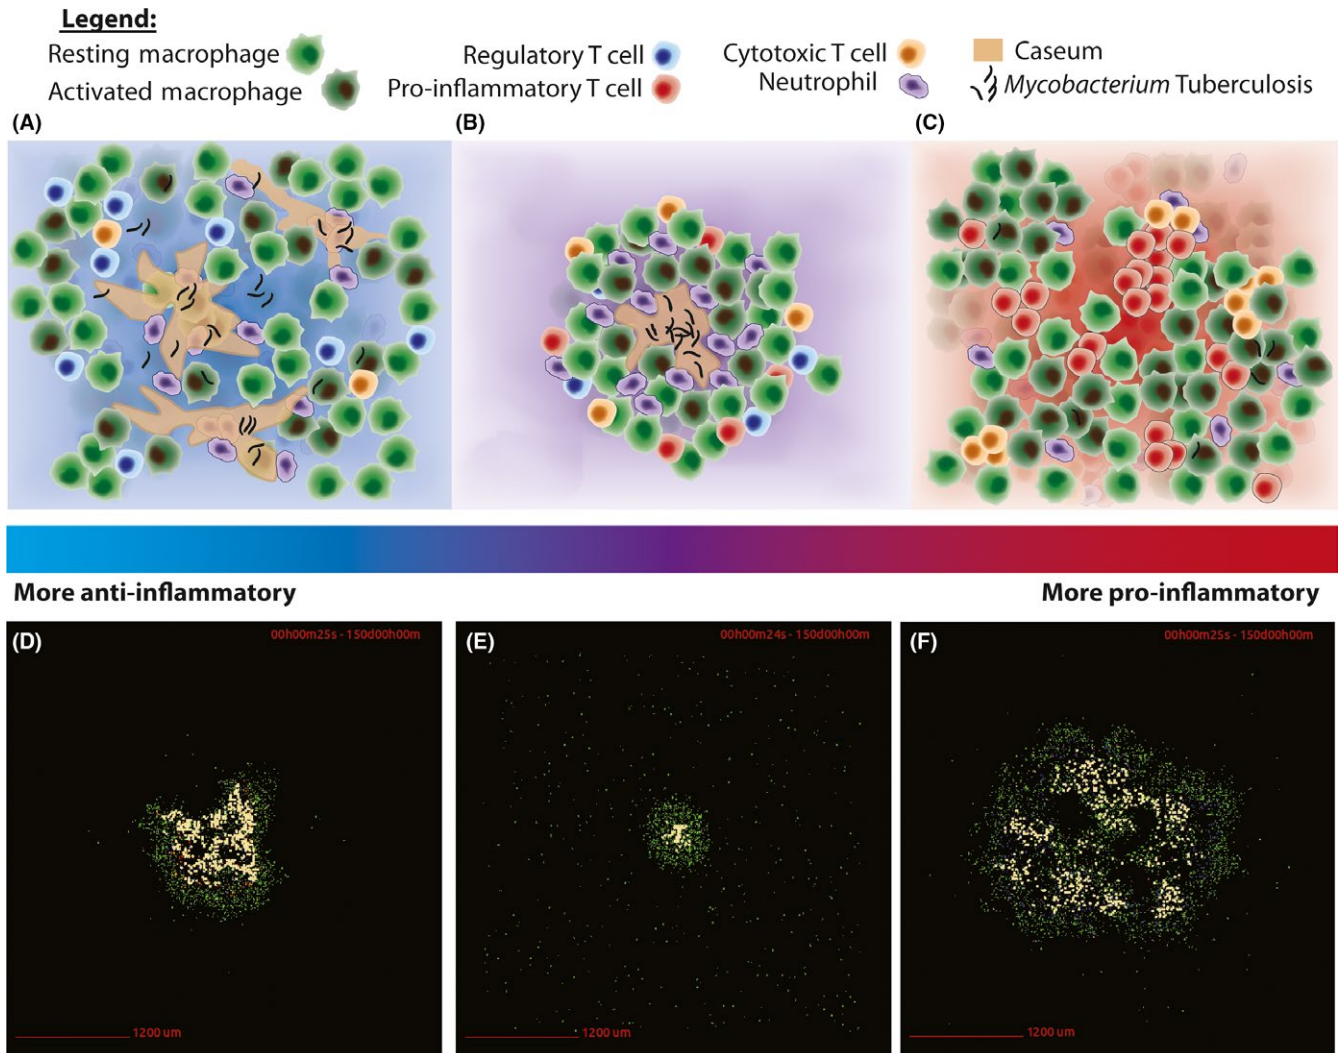 Legend:
Resting macrophage
Activated macrophage
Regulatory T cell
Pro-inflammatory T cell
Cytotoxic T cell
Neutrophil
Caseum
Mycobacterium Tuberculosis
(A)
(B)
(C)
More anti-inflammatory
More pro-inflammatory
(D)
00h00m25s - 150d00h00m
1200 um
(E)
00h00m24s - 150d00h00m
1200 um
(F)
00h00m25s - 150d00h00m
1200 um